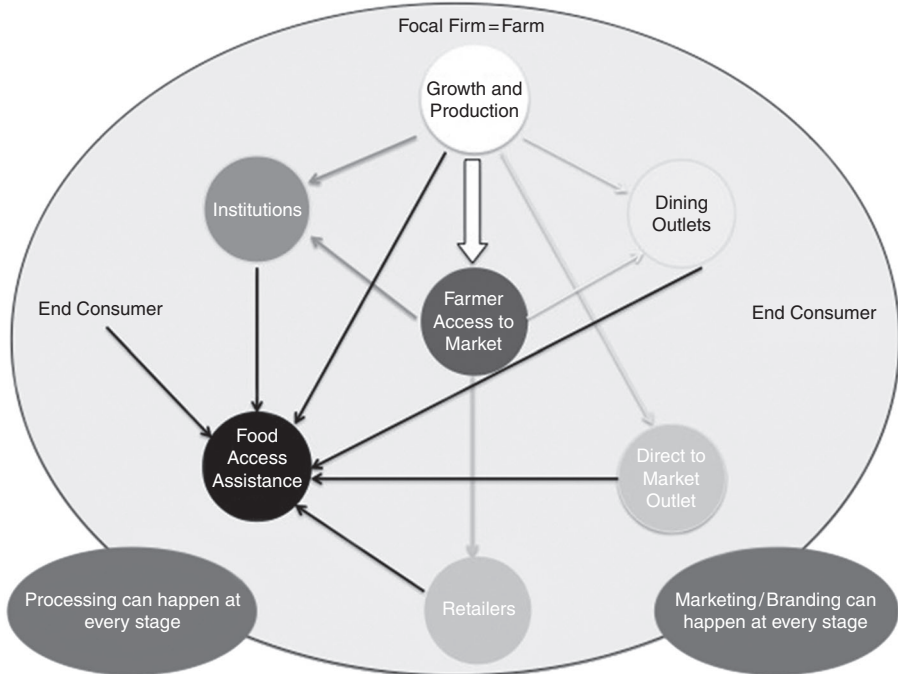 Focal Firm=Farm
Growth and
Production
Institutions
Dining
Outlets
Farmer
Access to
Market
End Consumer
End Consumer
Food
Access
Assistance
Direct to
Market
Outlet
Retailers
Processing can happen at
every stage
Marketing/Branding can
happen at every stage